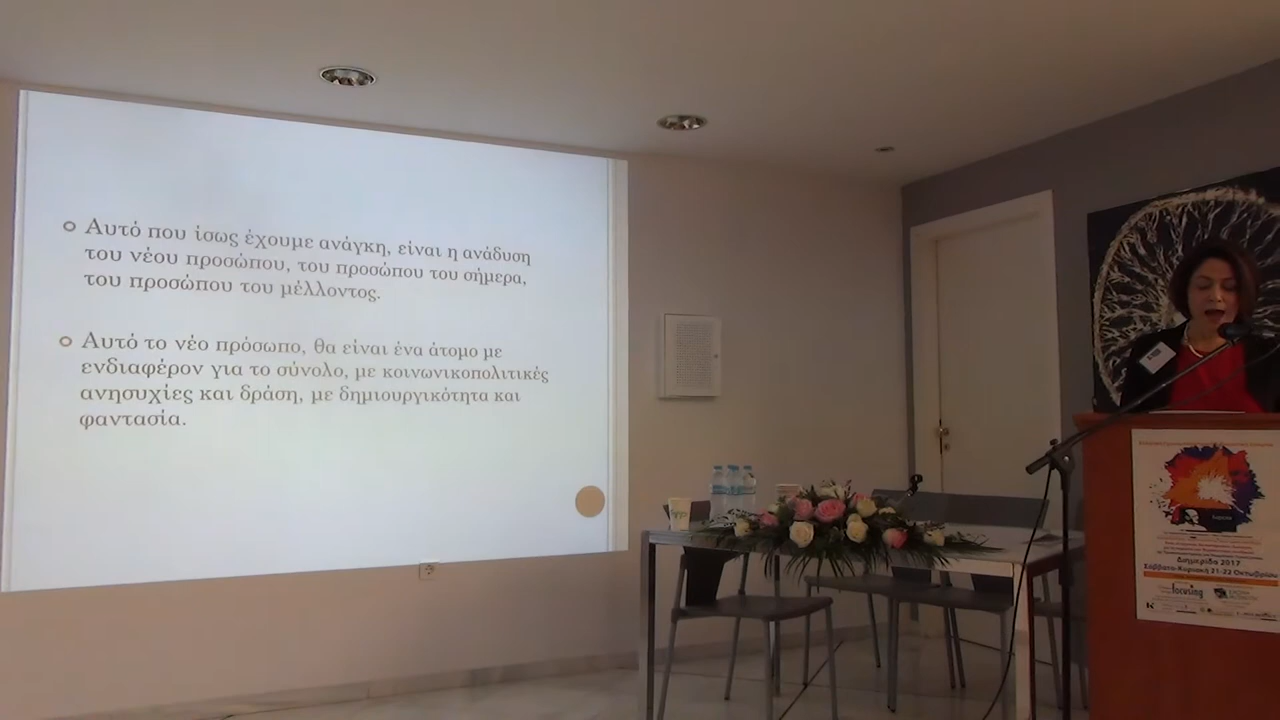 Αυτό που ίσως έχουμε ανάγκη, είναι η ανάδυση
του νέου προσώπου, του προσώπου του σήμερα,
του προσώπου του μέλλοντος.
Αυτό το νέο πρόσωπο, θα είναι ένα άτομο με
ενδιαφέρον για το σύνολο, με κοινωνικοπολιτικές
ανησυχίες και δράση, με δημιουργικότητα και
φαντασία.
Διημερίδα 2017
Σάββατο-Κυριακή 21-22 Οκτωβρίου
focusing